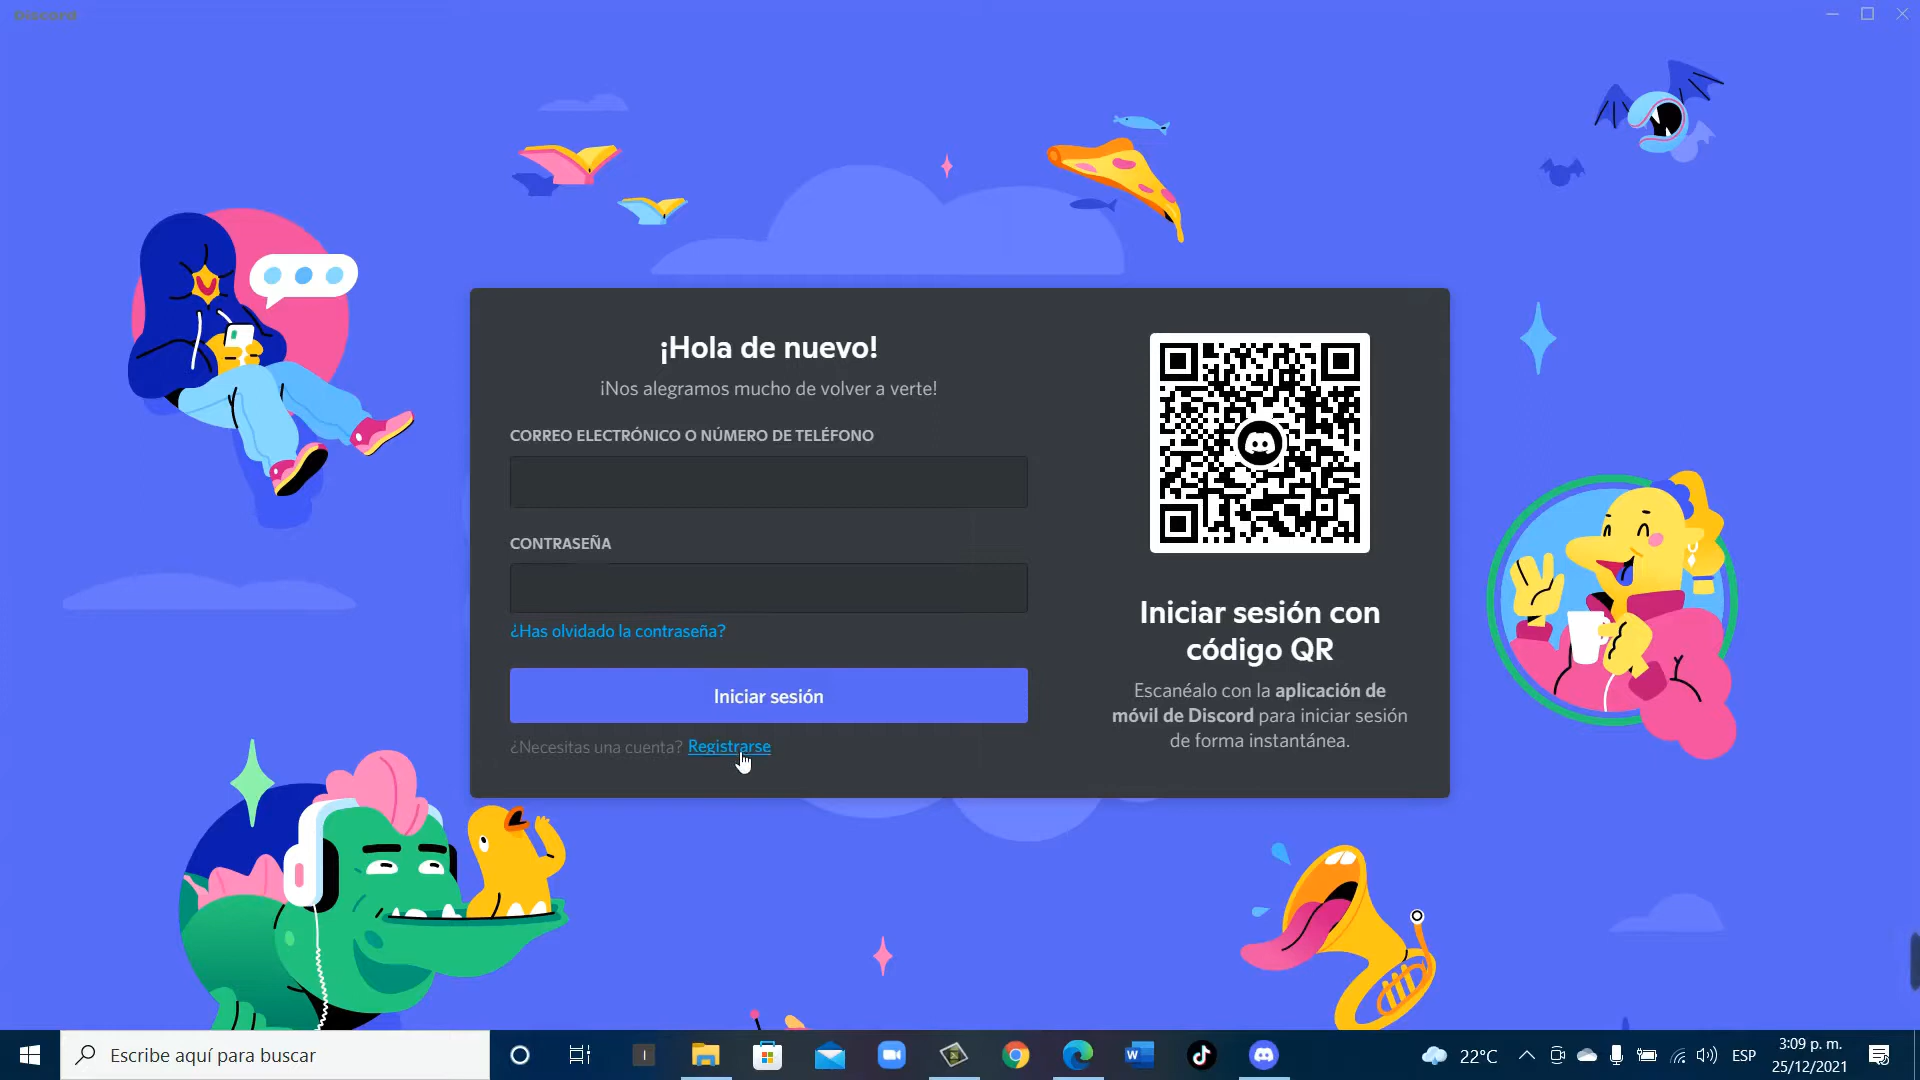 Discord
¡Hola de nuevo!
¡Nos alegramos mucho de volver a verte!
CORREO ELECTRÓNICO O NÚMERO DE TELÉFONO
CONTRASEÑA
¿Has olvidado la contraseña?
Iniciar sesión
¿Necesitas una cuenta? Registrarse
Iniciar sesión con
código QR
Escanéalo con la aplicación de
móvil de Discord para iniciar sesión
de forma instantánea.
Escribe aquí para buscar
22°C
ESP
3:09 p. m.
25/12/2021